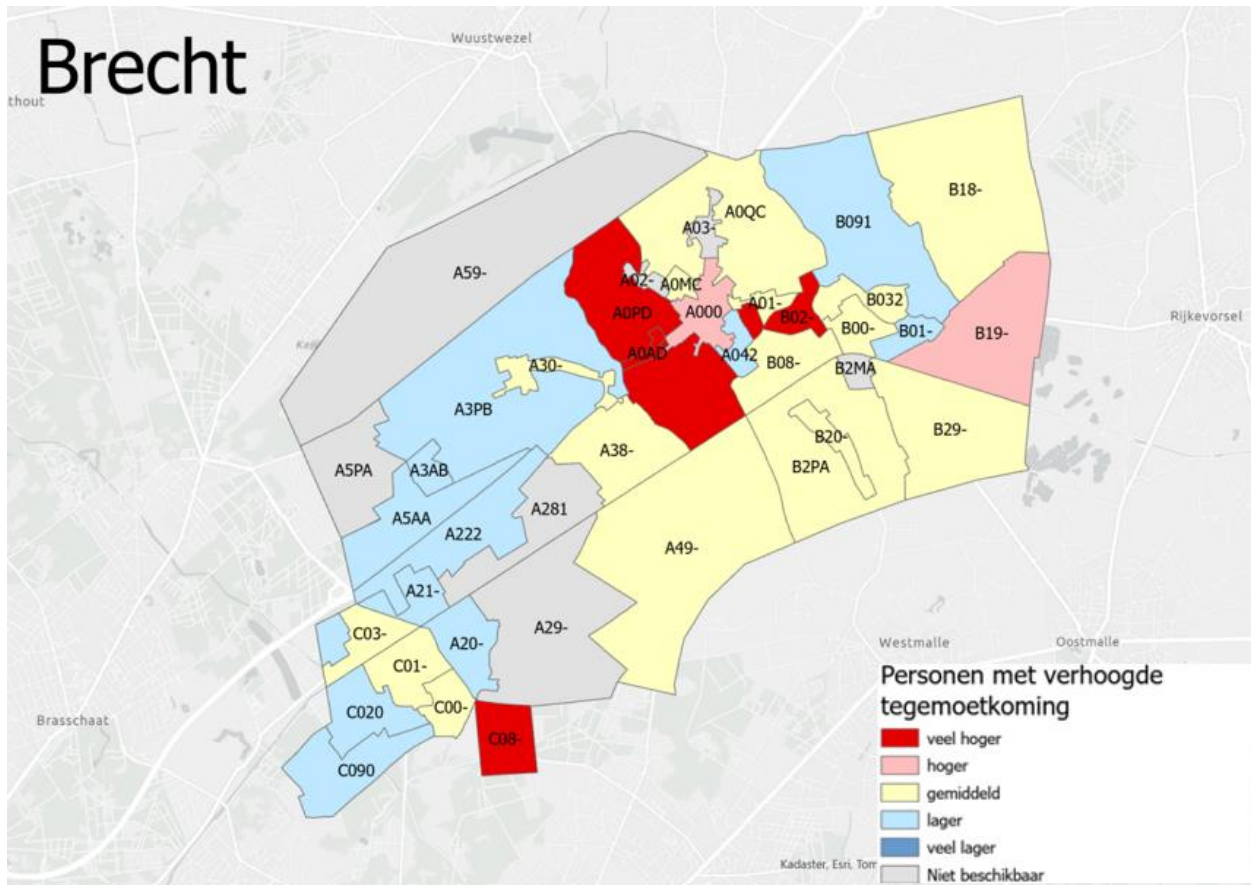 Brecht
Wuustwezel
thout
B18-
A0QC
B091
A03-
A59-
A02-
A0MC
B032
A0PD
A000
A01-
B02-
B00-
B01-
B19-
Rijkevorsel
A0AD
A042
B08-
B2MA
A30-
A3PB
B20-
B29-
A38-
B2PA
A5PA
A3AB
A281
A5AA
A222
A49-
A21-
A29-
C03-
A20-
Westmalle
Oostmalle
C01-
C00-
C020
Brasschaat
C08-
C090
Personen met verhoogde
tegemoetkoming
veel hoger
hoger
gemiddeld
lager
veel lager
Niet beschikbaar
Kadaster, Esri, Tom